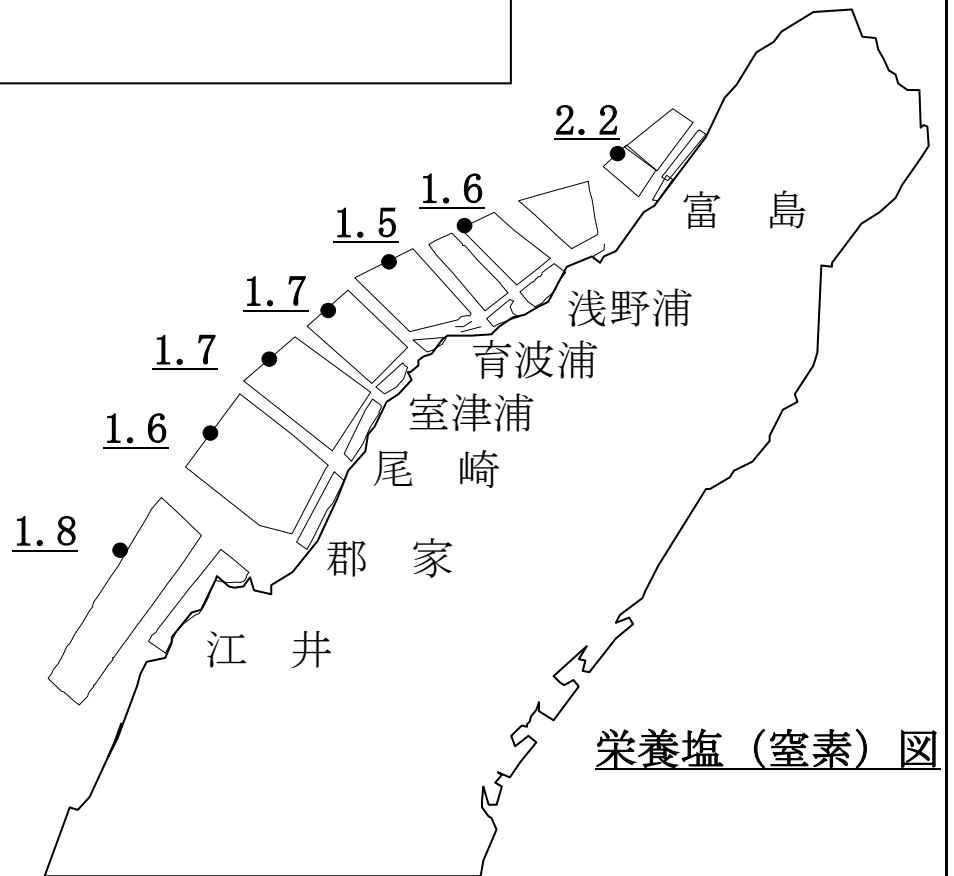 2.2
1.6
富 島
1.5
1.7
浅野浦
1.7
育波浦
1.6
室津浦
尾 崎
1.8
郡 家
江 井
栄養塩（窒素）図